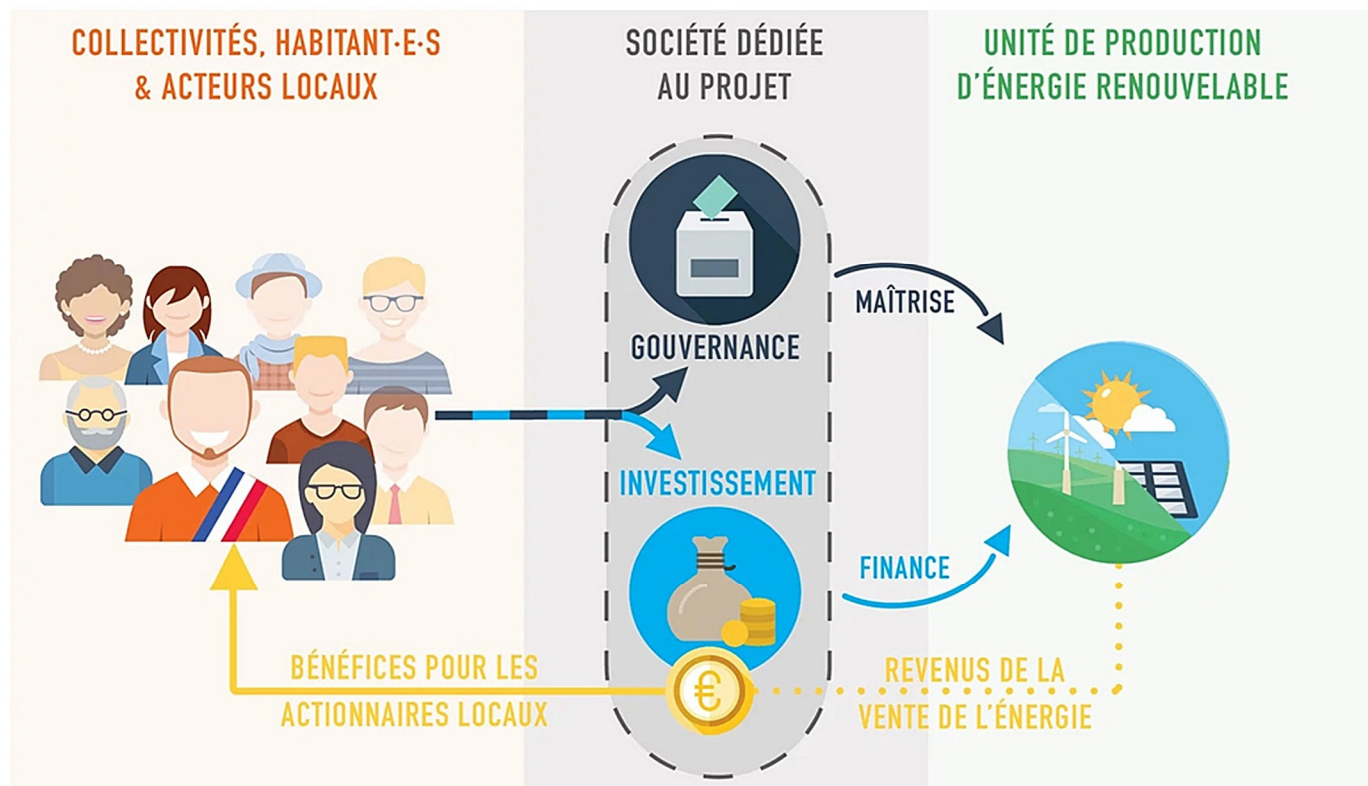 COLLECTIVITÉS, HABITANT·E·S
& ACTEURS LOCAUX
SOCIÉTÉ DÉDIÉE
AU PROJET
UNITÉ DE PRODUCTION
D'ÉNERGIE RENOUVELABLE
GOUVERNANCE
MAÎTRISE
INVESTISSEMENT
FINANCE
€
BÉNÉFICES POUR LES
ACTIONNAIRES LOCAUX
REVENUS DE LA
VENTE DE L'ÉNERGIE